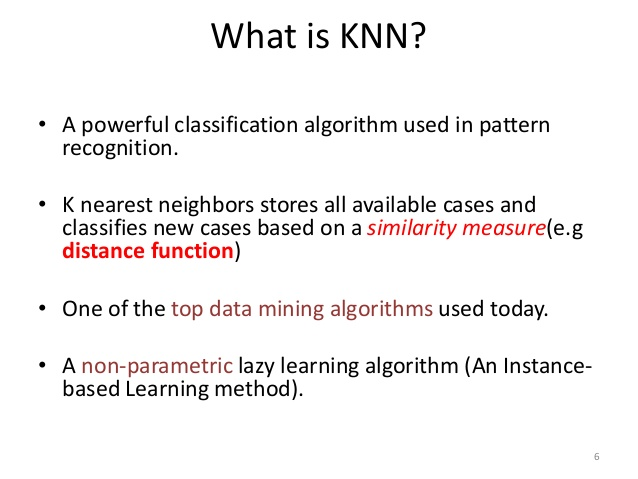 What is KNN?
• A powerful classification algorithm used in pattern
recognition.
• K nearest neighbors stores all available cases and
classifies new cases based on a similarity measure(e.g
distance function)
• One of the top data mining algorithms used today.
• A non-parametric lazy learning algorithm (An Instance-
based Learning method).
6